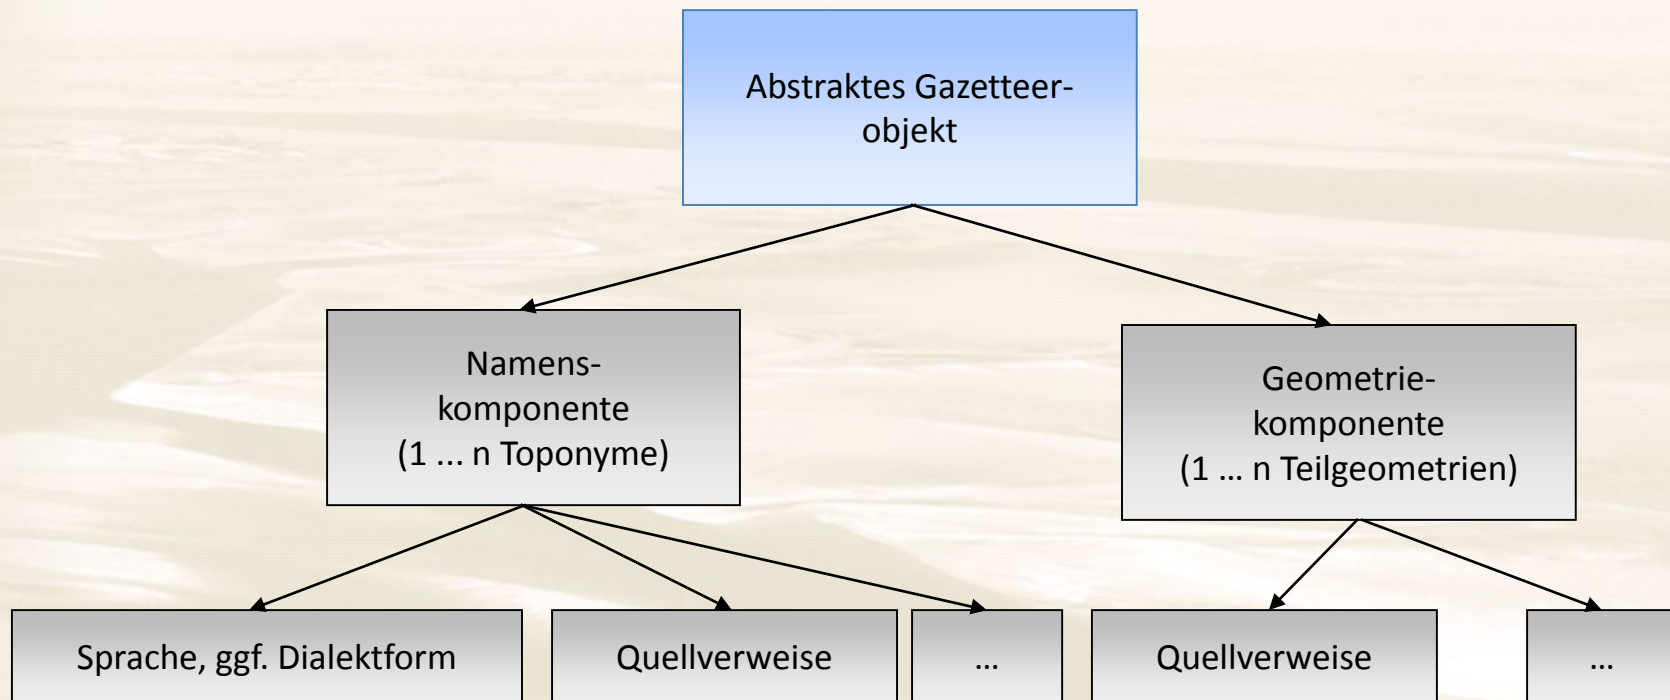 Abstraktes Gazetteer-
objekt
Namens-
komponente
(1 ... n Toponyme)
Geometrie-
komponente
(1 ... n Teilgeometrien)
Sprache, ggf. Dialektform
Quellverweise
...
Quellverweise
...